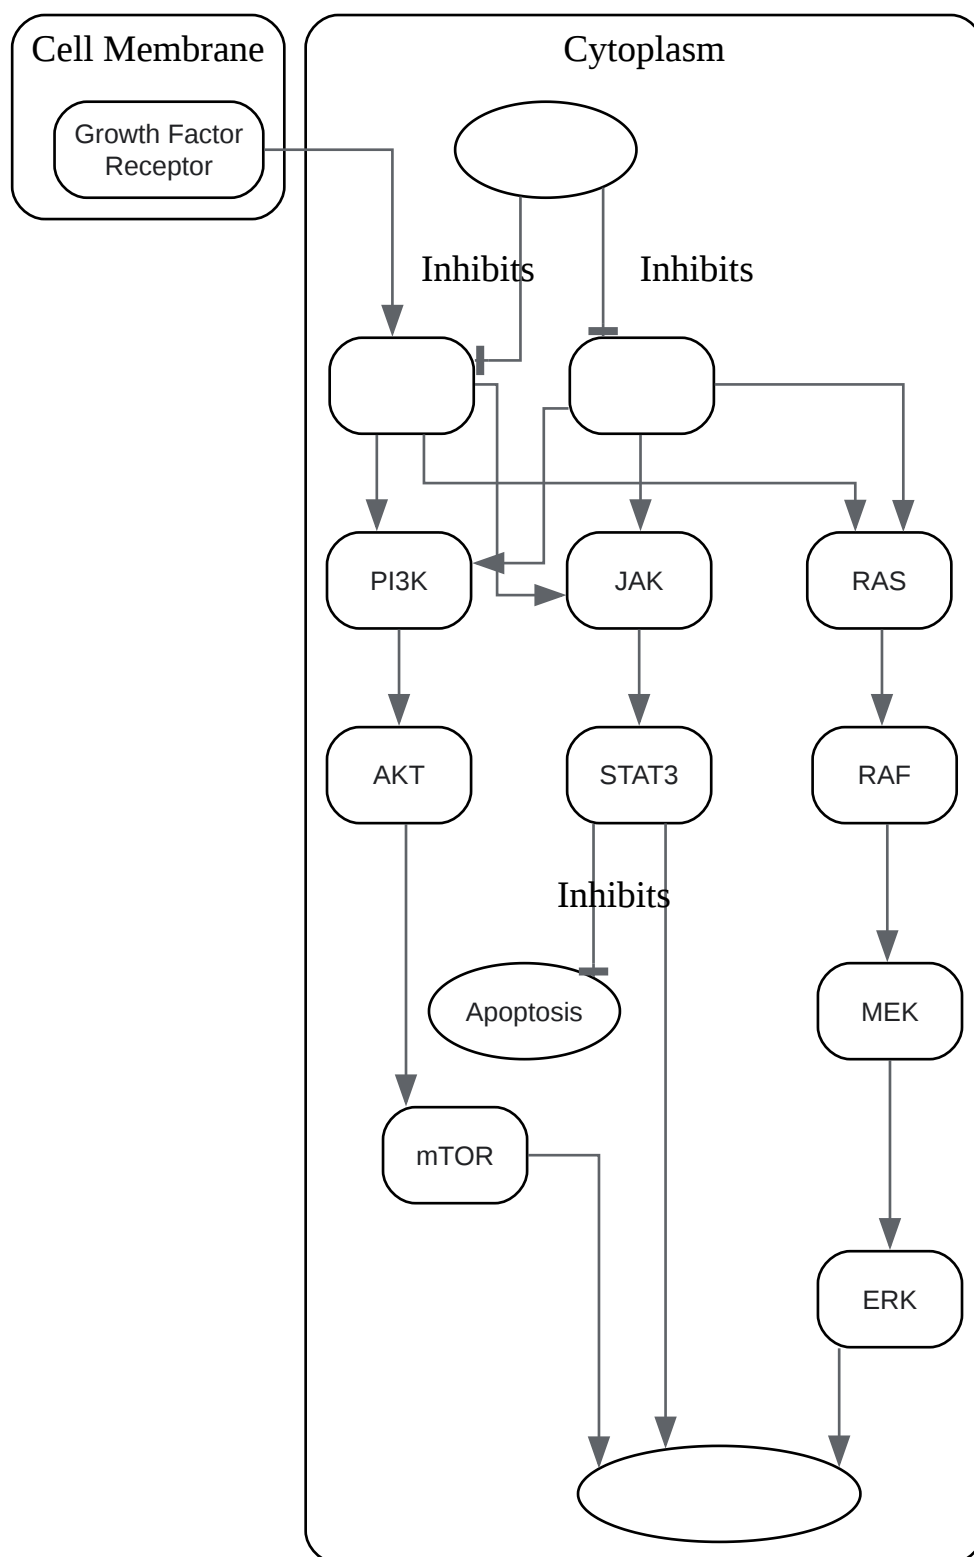 Cell Membrane
Cytoplasm
Growth Factor
Receptor
Inhibits
Inhibits
PI3K
JAK
RAS
AKT
STAT3
RAF
Inhibits
Apoptosis
MEK
mTOR
ERK